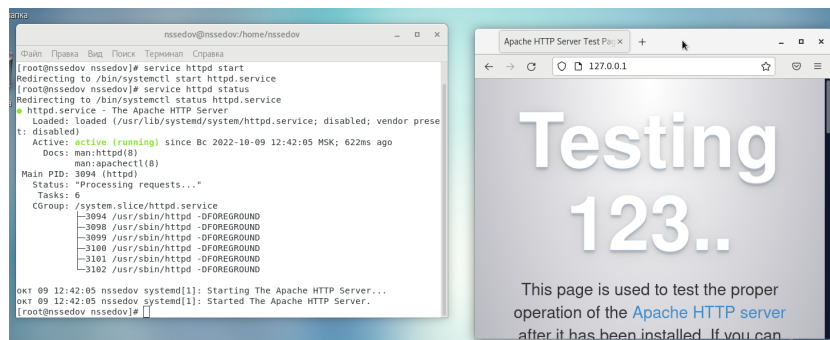 апка
nssedov@nssedov:/home/nssedov
Файл Правка Вид Поиск Терминал Справка
[root@nssedov nssedov]# service httpd start
Redirecting to /bin/systemctl start httpd.service
[root@nssedov nssedov]# service httpd status
Redirecting to /bin/systemctl status httpd.service
● httpd.service - The Apache HTTP Server
Loaded: loaded (/usr/lib/systemd/system/httpd.service; disabled; vendor prese
t: disabled)
Active: active (running) since Вс 2022-10-09 12:42:05 MSK; 622ms ago
Docs: man:httpd(8)
man:apachectl(8)
Main PID: 3094 (httpd)
Status: "Processing requests..."
Tasks: 6
CGroup: /system.slice/httpd.service
├─3094 /usr/sbin/httpd -DFOREGROUND
├─3098 /usr/sbin/httpd -DFOREGROUND
├─3099 /usr/sbin/httpd -DFOREGROUND
├─3100 /usr/sbin/httpd -DFOREGROUND
├─3101 /usr/sbin/httpd -DFOREGROUND
└─3102 /usr/sbin/httpd -DFOREGROUND
окт 09 12:42:05 nssedov systemd[1]: Starting The Apache HTTP Server...
окт 09 12:42:05 nssedov systemd[1]: Started The Apache HTTP Server.
[root@nssedov nssedov]#
Apache HTTP Server Test Pag
127.0.0.1
Testing
123..
This page is used to test the proper
operation of the Apache HTTP server
after it has been installed. If you can